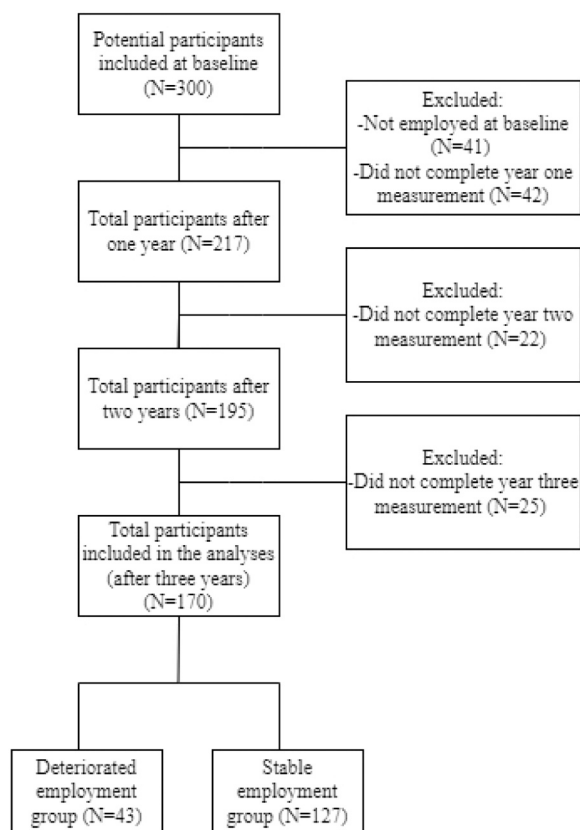 Potential participants
included at baseline
(N=300)
Excluded:
-Not employed at baseline
(N=41)
-Did not complete year one
measurement (N=42)
Total participants after
one year (N=217)
Excluded:
-Did not complete year two
measurement (N=22)
Total participants after
two years (N=195)
Excluded:
-Did not complete year three
measurement (N=25)
Total participants
included in the analyses
(after three years)
(N=170)
Deteriorated
employment
group (N=43)
Stable
employment
group (N=127)